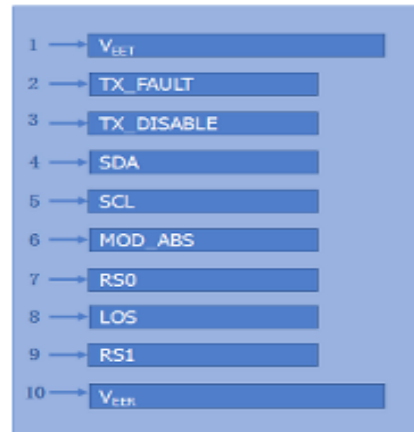 1 VEET
2 TX_FAULT
3 TX_DISABLE
4 SDA
5 SCL
6 MOD_ABS
7 RS0
8 LOS
9 RS1
10 VEER